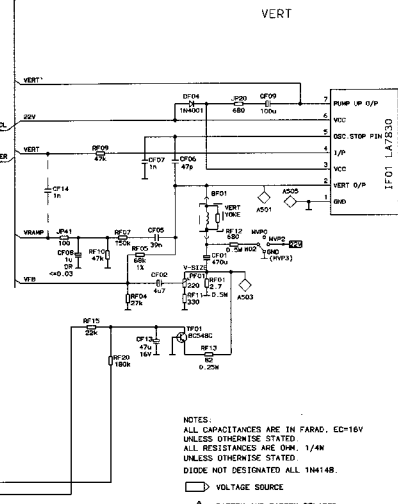 VERT
VERT'
DF04
1N4001
JP20
680
CF09
100u
7 PUMP UP O/P
22V
6 VCC
5 OSC.STOP PIN
VERT
RF09
47k
CF07
1n
CF06
47p
4 I/P
3 VCC
2 VERT O/P
1 GND
IF01 LA7830
CF14
1n
BF01
VERT
YOKE
A501
A505
VRAMP
JP41
100
RF07
150k
CF05
39n
RF12
680
0.5W
MVP0
MVP2
22V
GND
(MVP3)
CF08
1u
<=0.03
RF10
47k
RF05
68k
1%
CF01
470u
VFB
CF02
4u7
V-SIZE
PF01
220
RF01
2.7
0.5W
A503
RF04
27k
RF11
330
RF15
22k
RF20
180k
CF13
47u
16V
TF01
BC548C
RF13
82
0.25W
NOTES:
ALL CAPACITANCES ARE IN FARAD, EC=16V
UNLESS OTHERWISE STATED.
ALL RESISTANCES ARE OHM, 1/4W
UNLESS OTHERWISE STATED.
DIODE NOT DESIGNATED ALL 1N4148.
VOLTAGE SOURCE